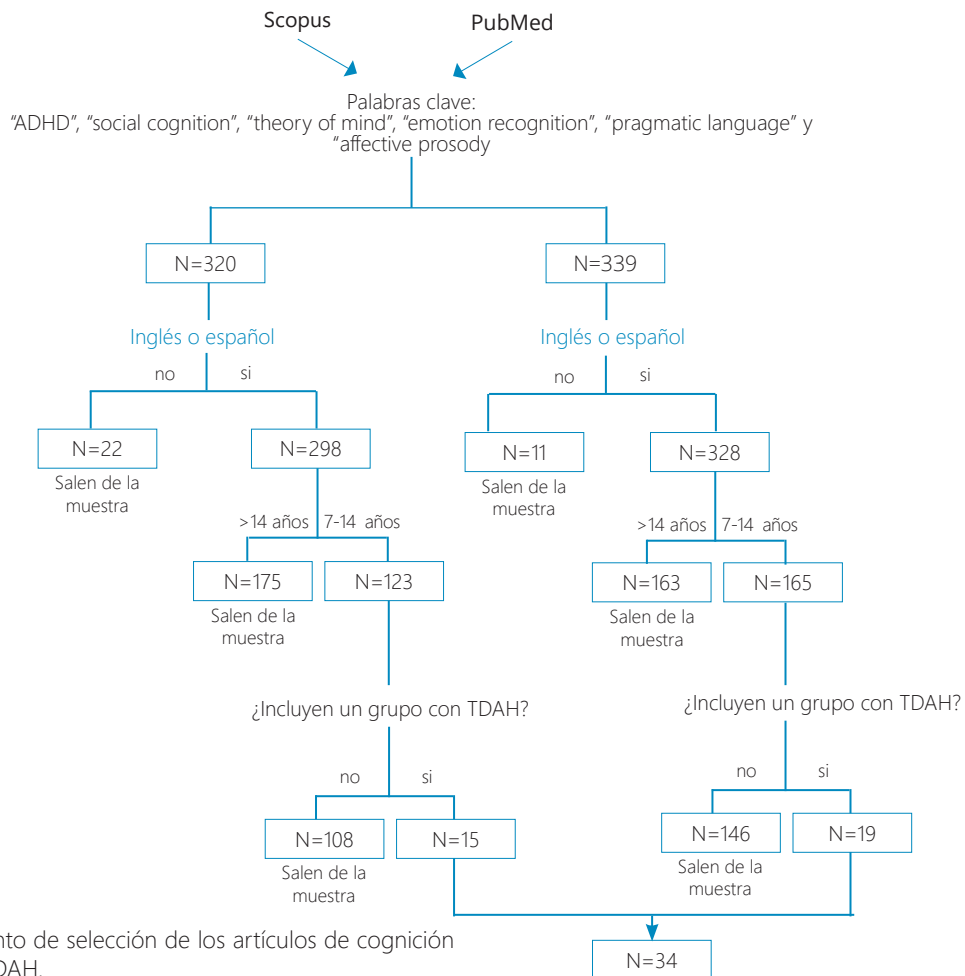 Scopus
PubMed
Palabras clave:
“ADHD”, “social cognition”, “theory of mind”, “emotion recognition”, “pragmatic language” y
“affective prosody
N=320
N=339
Inglés o español
Inglés o español
no
si
no
si
N=22
N=298
N=11
N=328
Salen de la
muestra
Salen de la
muestra
>14 años
7-14 años
>14 años
7-14 años
N=175
N=123
N=163
N=165
Salen de la
muestra
Salen de la
muestra
¿Incluyen un grupo con TDAH?
¿Incluyen un grupo con TDAH?
no
si
no
si
N=108
N=15
N=146
N=19
Salen de la
muestra
Salen de la
muestra
nto de selección de los artículos de cognición
DAH.
N=34